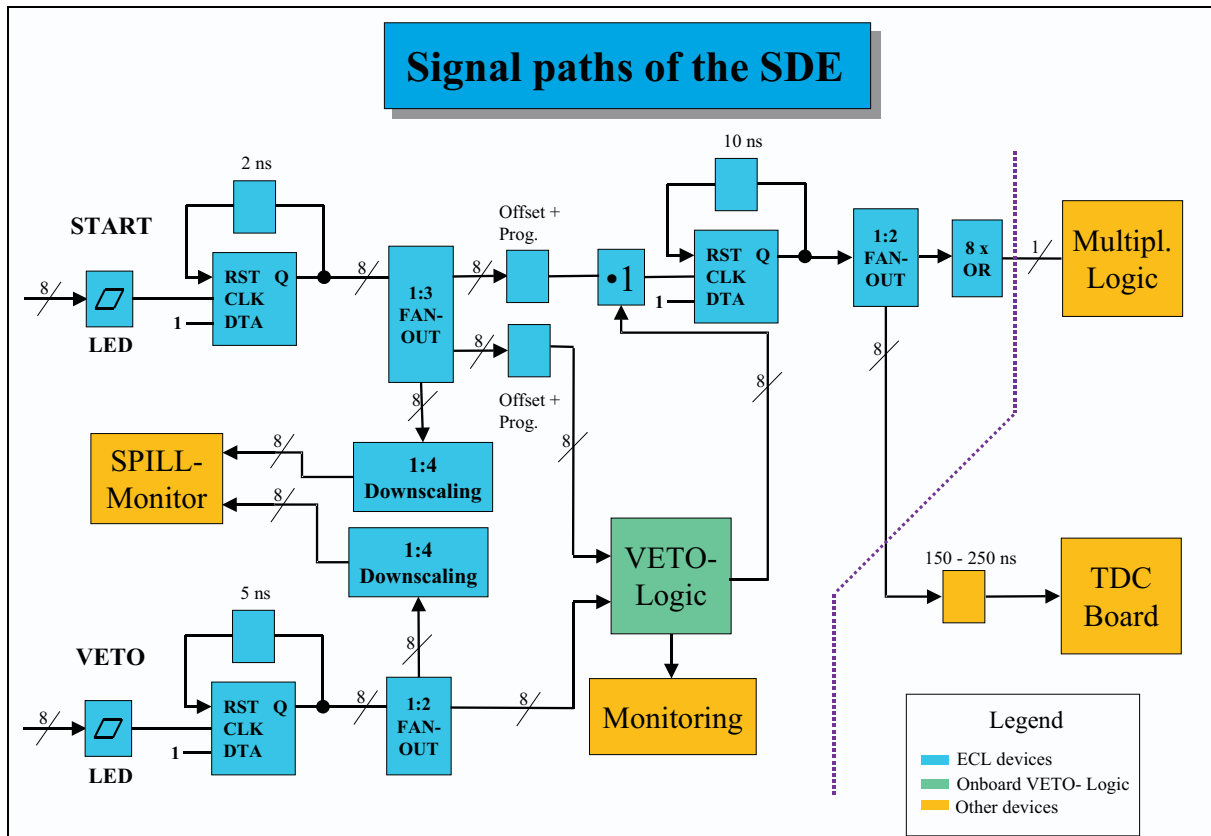 Signal paths of the SDE
2 ns
10 ns
START
Offset +
Prog.
RST Q
CLK
DTA
1
8
LED
8
1:3
FAN-
OUT
8
8
8
Offset +
Prog.
•1
RST Q
CLK
DTA
1
1:2
FAN-
OUT
8 x
OR
1
Multipl.
Logic
8
8
8
SPILL-
Monitor
8
8
1:4
Downscaling
1:4
Downscaling
VETO-
Logic
150 - 250 ns
TDC
Board
5 ns
VETO
8
RST Q
CLK
DTA
1
8
LED
8
1:2
FAN-
OUT
8
Monitoring
Legend
ECL devices
Onboard VETO- Logic
Other devices